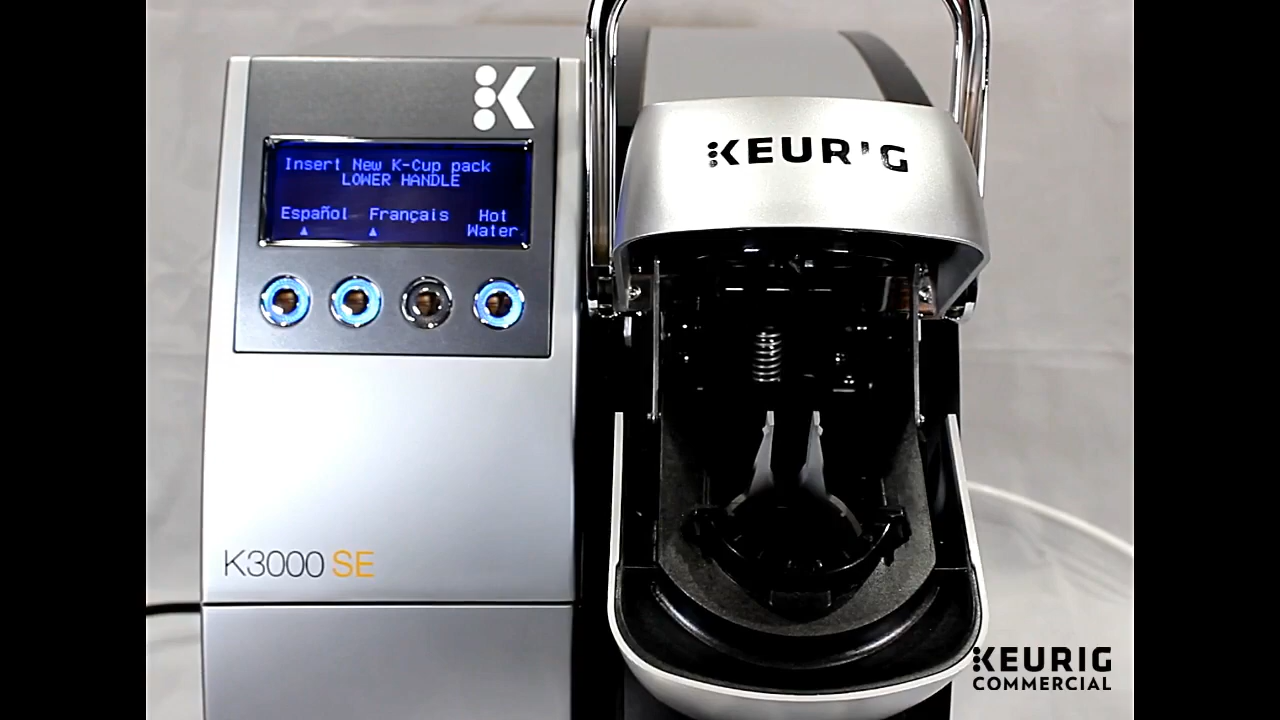 K
Insert New K-Cup pack
LOWER HANDLE
Español Français Hot
Water
KEURIG
K3000 SE
KEURIG
COMMERCIAL